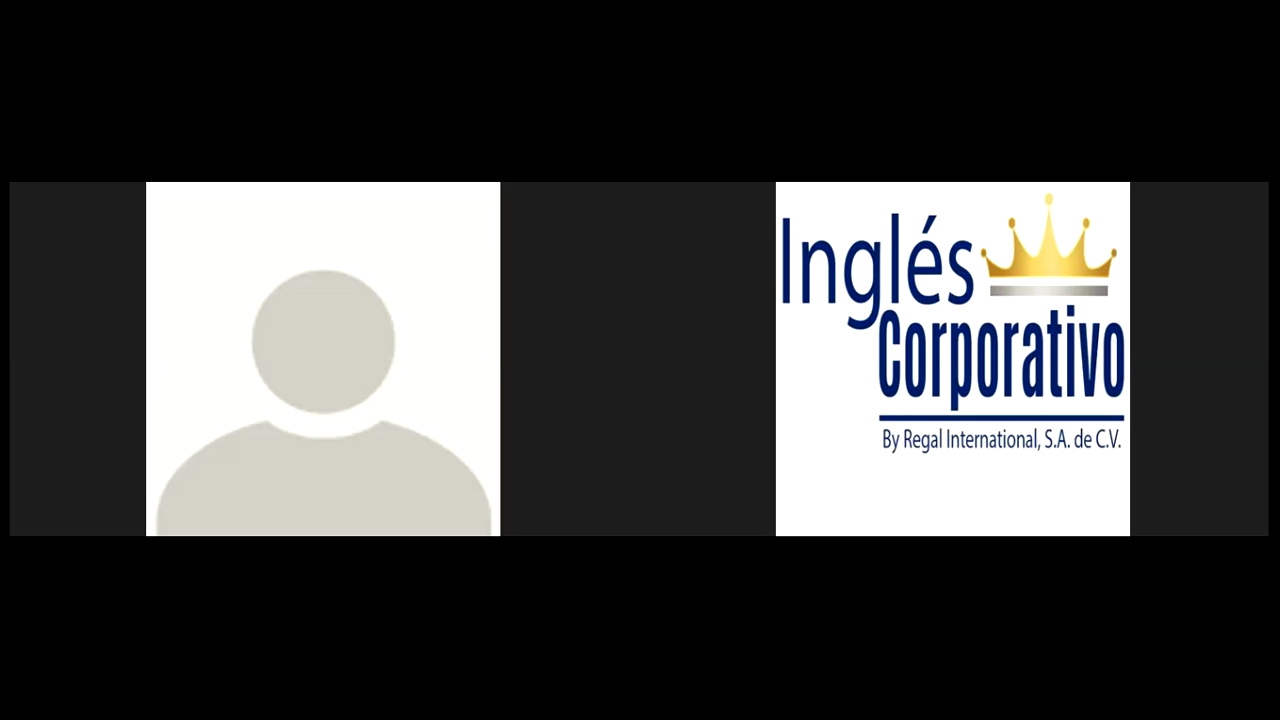 Inglés
Corporativo
By Regal International, S.A. de C.V.